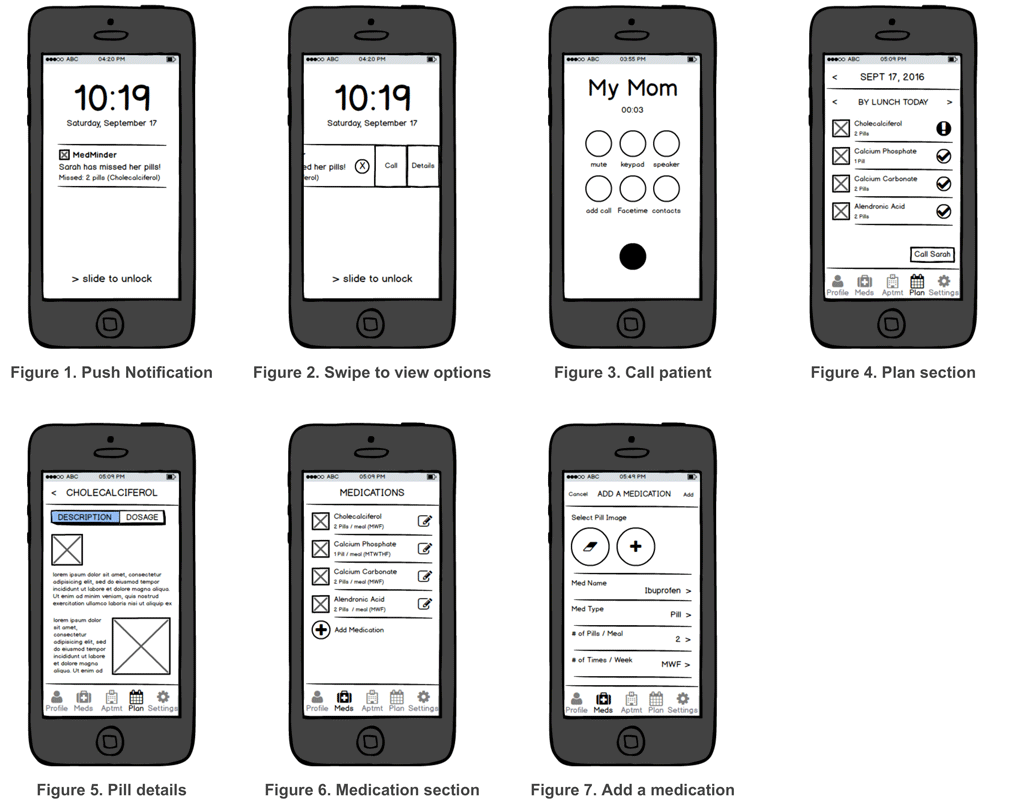 ABC 04:20 PM
10:19
Saturday, September 17
MedMinder
Sarah has missed her pills!
Missed: 2 pills (Cholecalciferol)
> slide to unlock
Figure 1. Push Notification
ABC 04:20 PM
10:19
Saturday, September 17
ed her pills! X Call Details
erol)
> slide to unlock
Figure 2. Swipe to view options
ABC 03:55 PM
My Mom
00:03
mute keypad speaker
add call Facetime contacts
Figure 3. Call patient
ABC 05:09 PM
< SEPT 17, 2016
< BY LUNCH TODAY >
Cholecalciferol
2 Pills
Calcium Phosphate
1 Pill
Calcium Carbonate
2 Pills
Alendronic Acid
2 Pills
Call Sarah
Profile Meds Aptmt Plan Settings
Figure 4. Plan section
ABC 05:09 PM
< CHOLECALCIFEROL
DESCRIPTION DOSAGE
lorem ipsum dolor sit amet, consectetur
adipisicing elit, sed do eiusmod tempor
incididunt ut labore et dolore magna aliqua.
Ut enim ad minim veniam, quis nostrud
exercitation ullamco laboris nisi ut aliquip ex
lorem ipsum dolor
sit amet,
consectetur
adipisicing elit, sed
do eiusmod tempor
incididunt ut labore
et dolore magna
aliqua. Ut enim ad
Profile Meds Aptmt Plan Settings
Figure 5. Pill details
ABC 05:09 PM
MEDICATIONS
Cholecalciferol
2 Pills / meal (MWF)
Calcium Phosphate
1 Pill / meal (MTWTHF)
Calcium Carbonate
2 Pills / meal (MWF)
Alendronic Acid
2 Pills / meal (MWF)
Add Medication
Profile Meds Aptmt Plan Settings
Figure 6. Medication section
ABC 05:49 PM
Cancel ADD A MEDICATION Add
Select Pill Image
Med Name
Ibuprofen >
Med Type
Pill >
# of Pills / Meal
2 >
# of Times / Week
MWF >
Profile Meds Aptmt Plan Settings
Figure 7. Add a medication